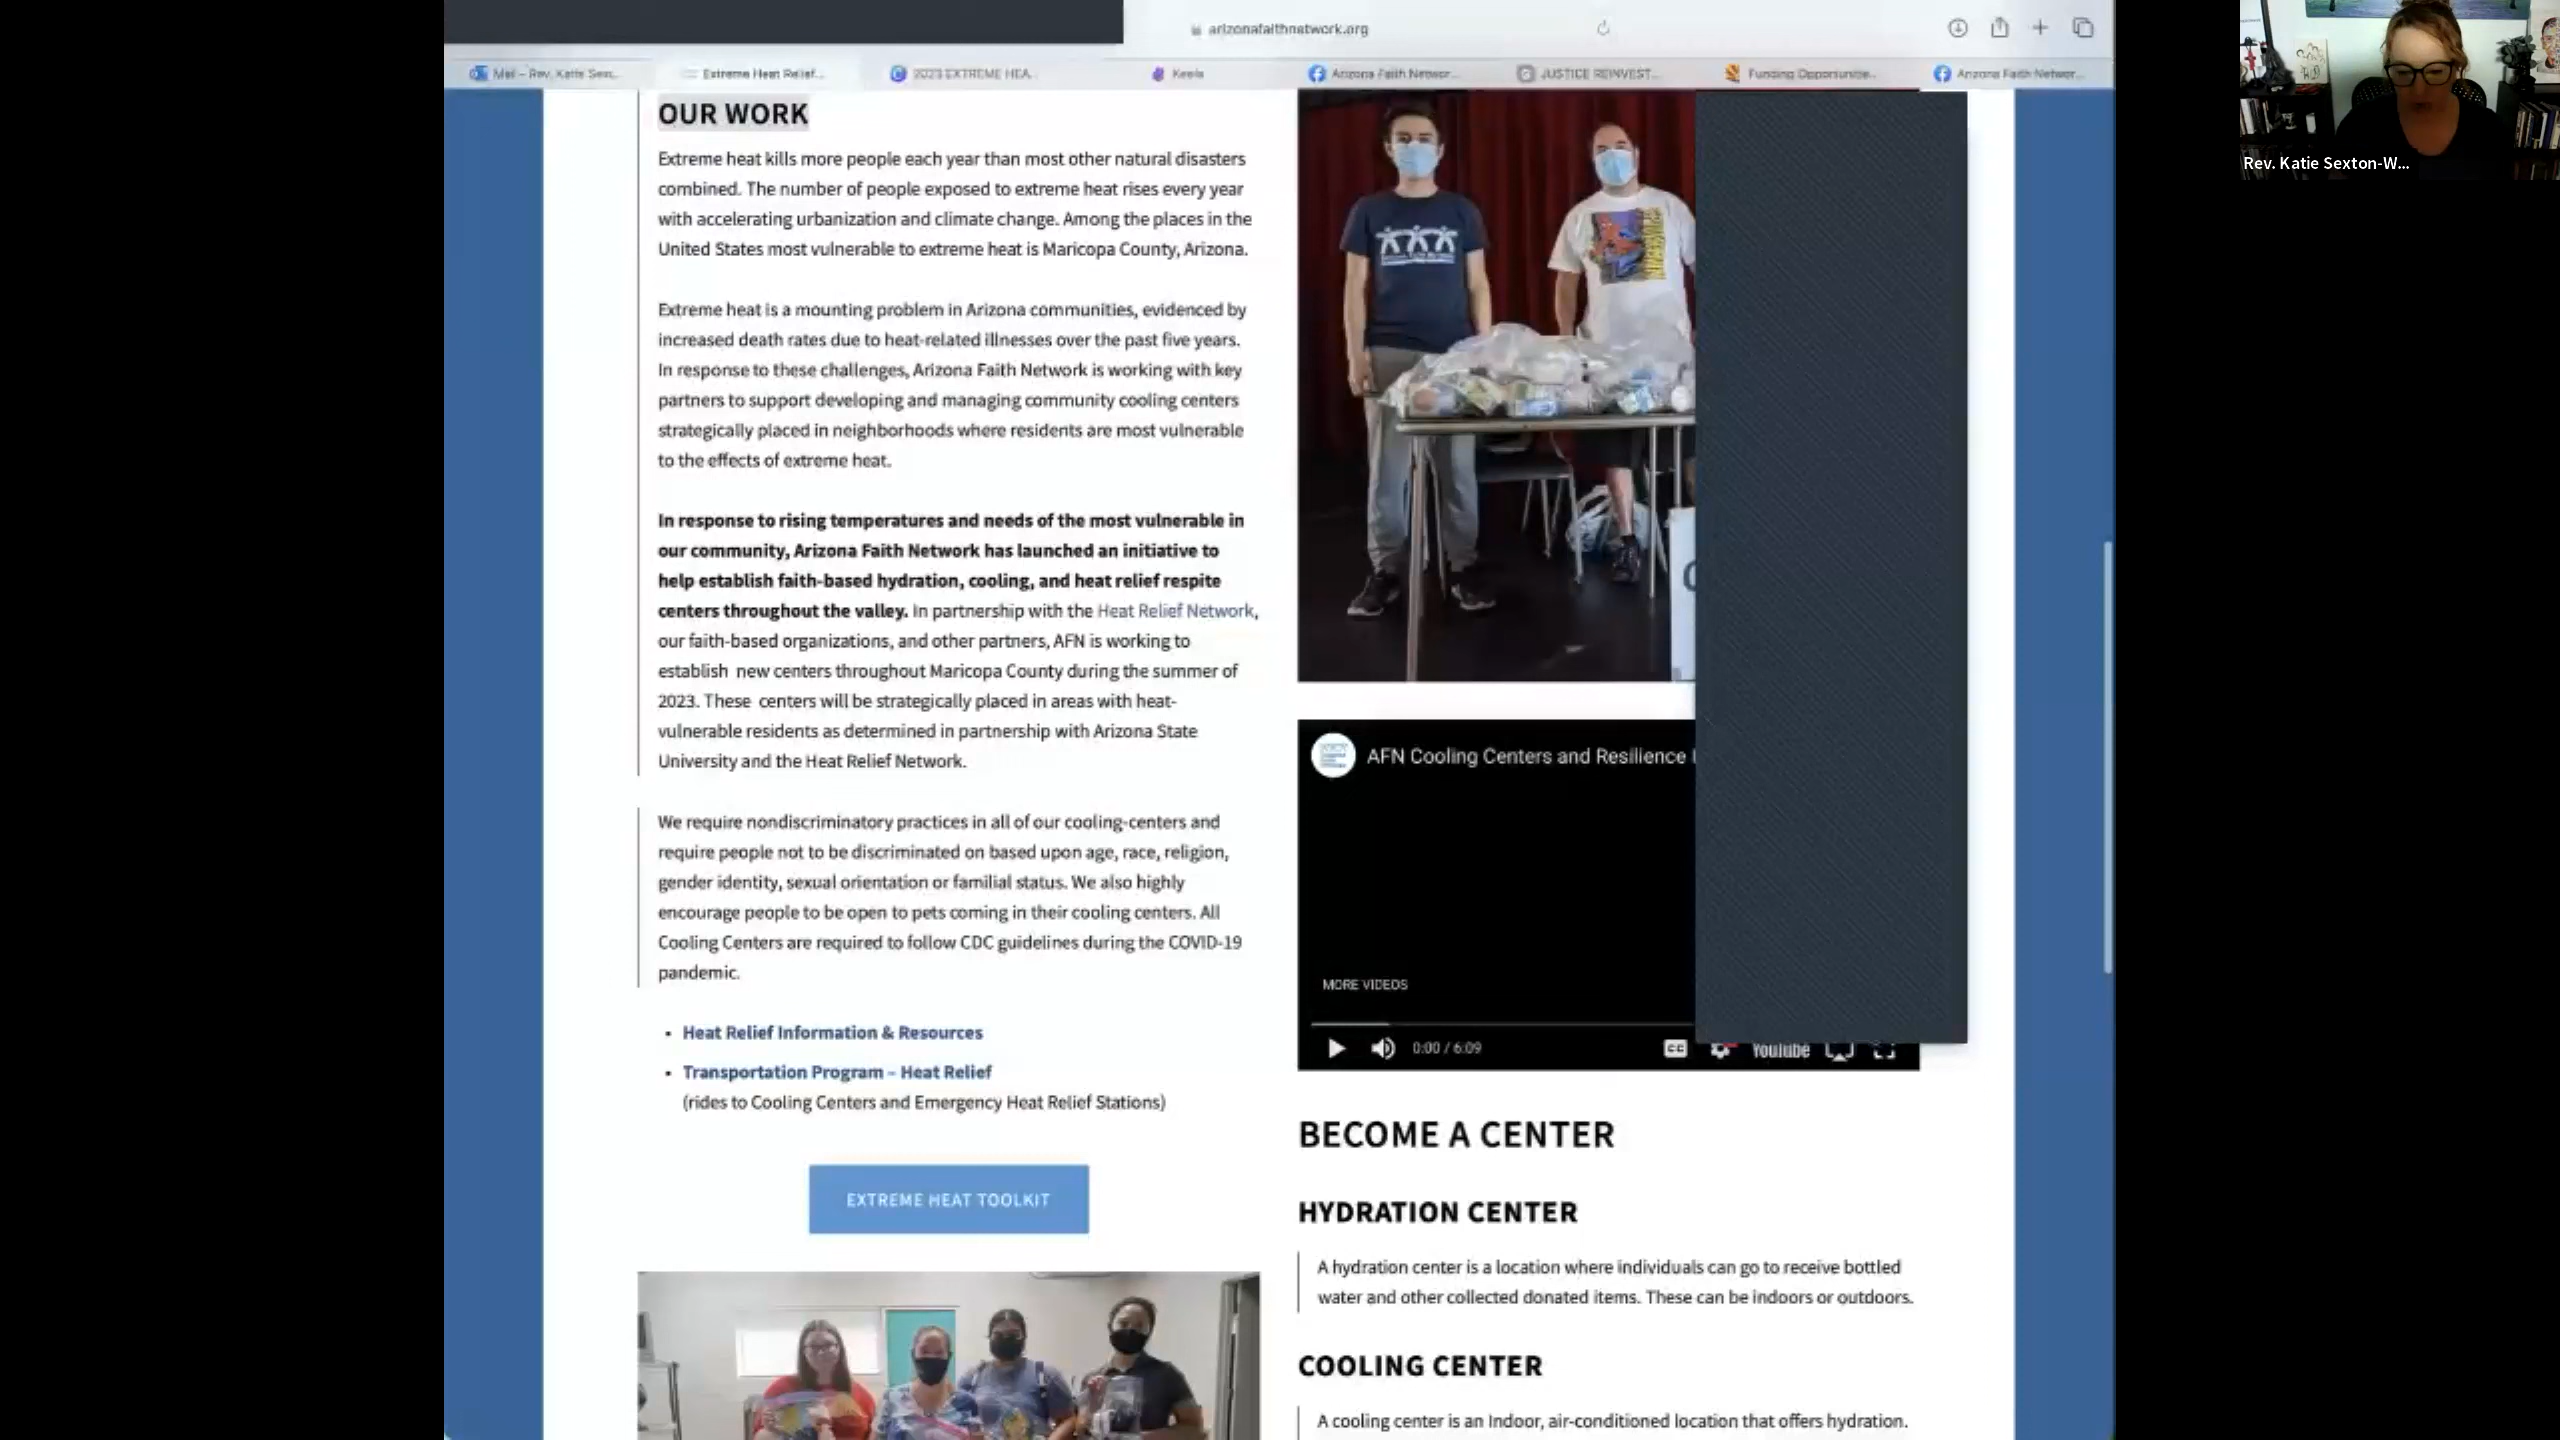 arizonafaithnetwork.org
Mail – Rev. Katie Sext...
Extreme Heat Relief...
2023 EXTREME HEA...
Keela
Arizona Faith Networ...
JUSTICE REINVEST...
Funding Opportunitie...
Arizona Faith Networ...
OUR WORK
Extreme heat kills more people each year than most other natural disasters
combined. The number of people exposed to extreme heat rises every year
with accelerating urbanization and climate change. Among the places in the
United States most vulnerable to extreme heat is Maricopa County, Arizona.
Extreme heat is a mounting problem in Arizona communities, evidenced by
increased death rates due to heat-related illnesses over the past five years.
In response to these challenges, Arizona Faith Network is working with key
partners to support developing and managing community cooling centers
strategically placed in neighborhoods where residents are most vulnerable
to the effects of extreme heat.
In response to rising temperatures and needs of the most vulnerable in
our community, Arizona Faith Network has launched an initiative to
help establish faith-based hydration, cooling, and heat relief respite
centers throughout the valley. In partnership with the Heat Relief Network,
our faith-based organizations, and other partners, AFN is working to
establish new centers throughout Maricopa County during the summer of
2023. These centers will be strategically placed in areas with heat-
vulnerable residents as determined in partnership with Arizona State
University and the Heat Relief Network.
We require nondiscriminatory practices in all of our cooling-centers and
require people not to be discriminated on based upon age, race, religion,
gender identity, sexual orientation or familial status. We also highly
encourage people to be open to pets coming in their cooling centers. All
Cooling Centers are required to follow CDC guidelines during the COVID-19
pandemic.
• Heat Relief Information & Resources
• Transportation Program – Heat Relief
(rides to Cooling Centers and Emergency Heat Relief Stations)
EXTREME HEAT TOOLKIT
AFN Cooling Centers and Resilience
MORE VIDEOS
0:00 / 6:09
CC
YouTube
BECOME A CENTER
HYDRATION CENTER
A hydration center is a location where individuals can go to receive bottled
water and other collected donated items. These can be indoors or outdoors.
COOLING CENTER
A cooling center is an Indoor, air-conditioned location that offers hydration.
Rev. Katie Sexton-W...